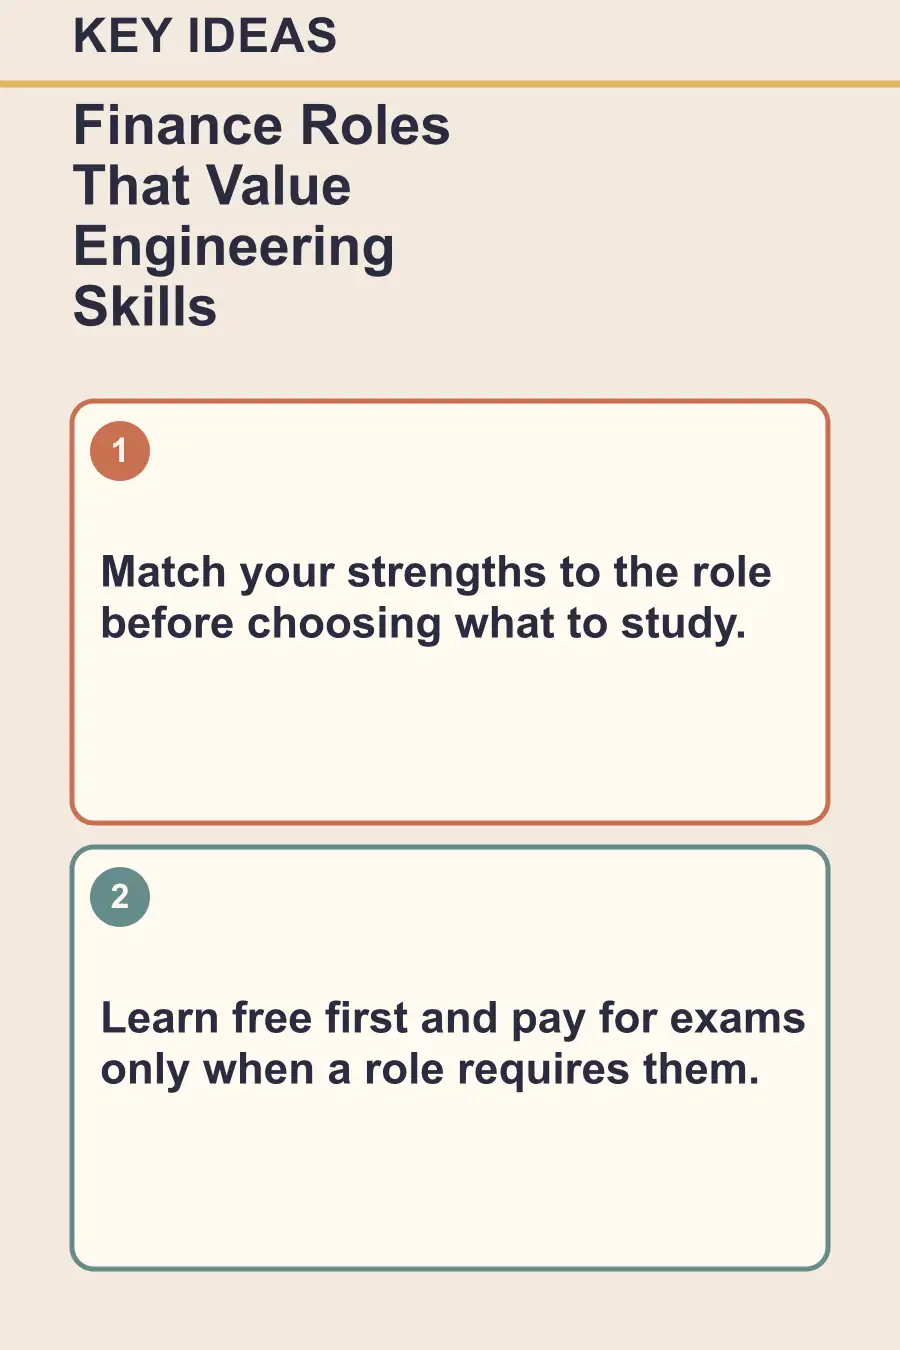 KEY IDEAS
Finance Roles
That Value
Engineering
Skills
1
Match your strengths to the role
before choosing what to study.
2
Learn free first and pay for exams
only when a role requires them.